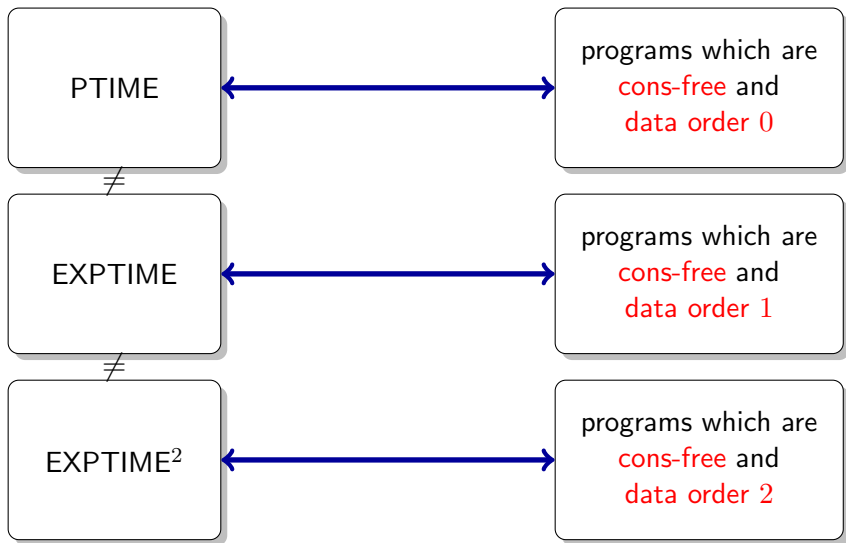 PTIME
programs which are
cons-free and
data order 0
≠
EXPTIME
programs which are
cons-free and
data order 1
≠
EXPTIME²
programs which are
cons-free and
data order 2